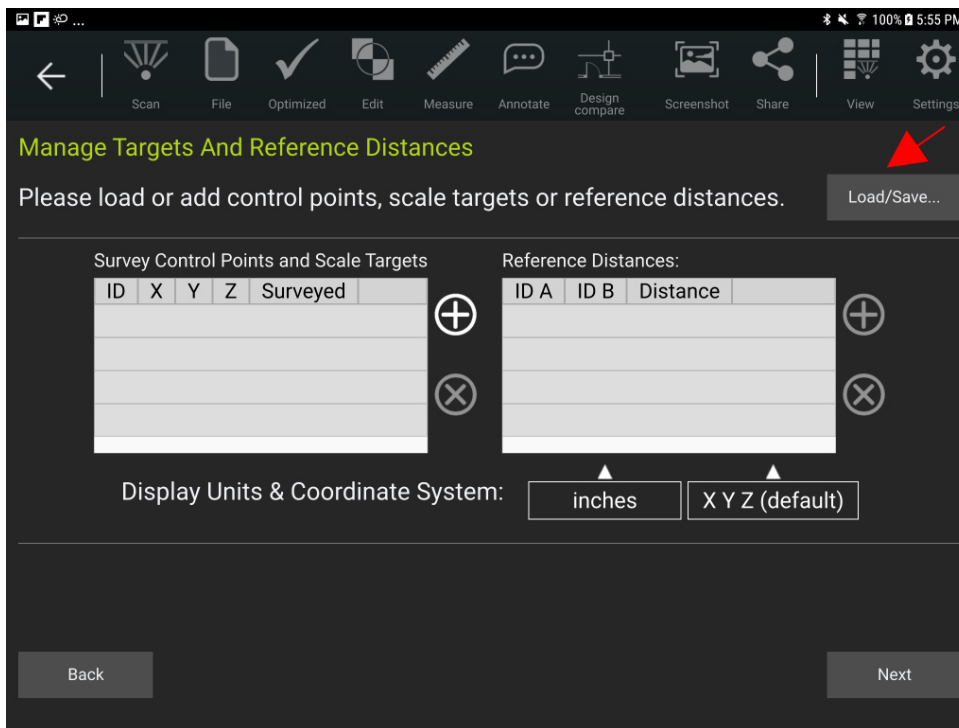 ... 100% 5:55 PM
Scan File Optimized Edit Measure Annotate Design compare Screenshot Share View Settings
Manage Targets And Reference Distances
Please load or add control points, scale targets or reference distances. Load/Save...
Survey Control Points and Scale Targets Reference Distances:
ID X Y Z Surveyed ID A ID B Distance
Display Units & Coordinate System: inches X Y Z (default)
Back Next